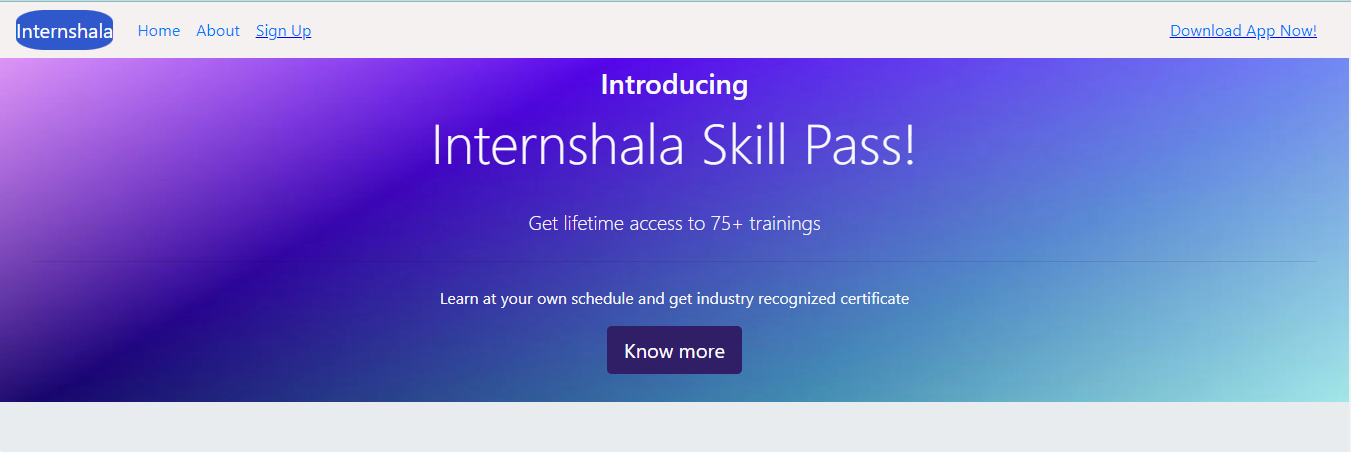 Internshala Home About Sign Up Download App Now!
Introducing
Internshala Skill Pass!
Get lifetime access to 75+ trainings
Learn at your own schedule and get industry recognized certificate
Know more